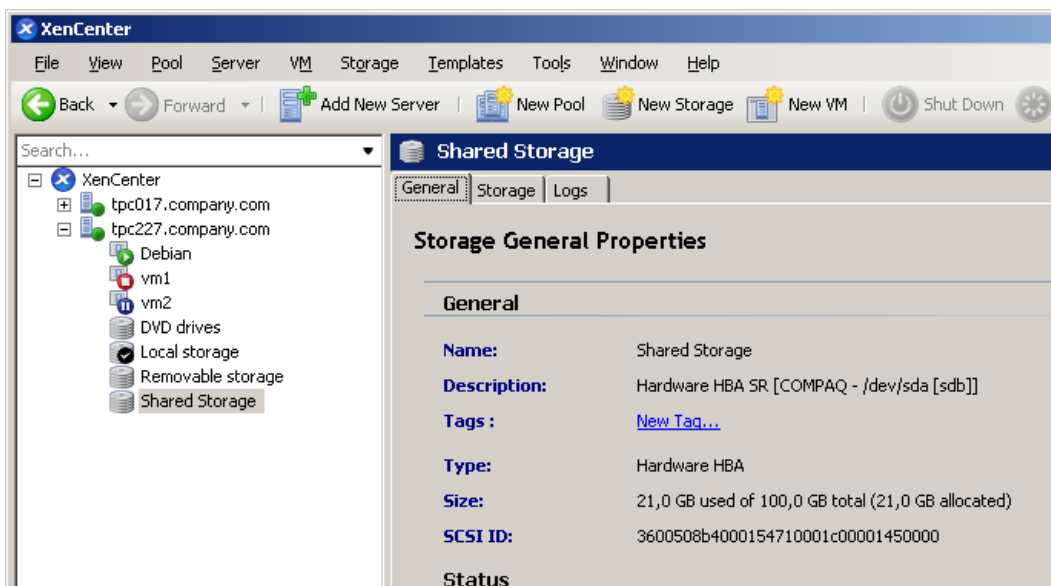 XenCenter
File View Pool Server VM Storage Templates Tools Window Help
Back Forward Add New Server New Pool New Storage New VM Shut Down
Search...
XenCenter
tpc017.company.com
tpc227.company.com
Debian
vm1
vm2
DVD drives
Local storage
Removable storage
Shared Storage
Shared Storage
General Storage Logs
Storage General Properties
General
Name: Shared Storage
Description: Hardware HBA SR [COMPAQ - /dev/sda [sdb]]
Tags : New Tag...
Type: Hardware HBA
Size: 21,0 GB used of 100,0 GB total (21,0 GB allocated)
SCSI ID: 3600508b4000154710001c00001450000
Status